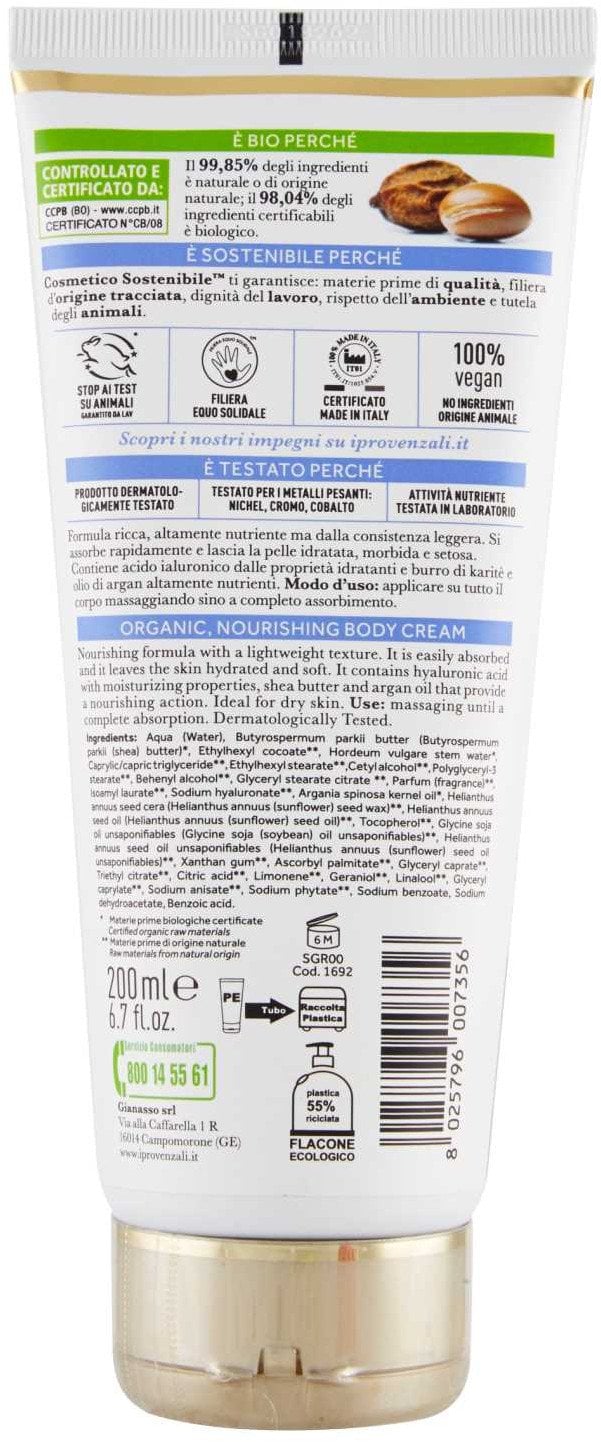 È BIO PERCHÉ
CONTROLLATO E
CERTIFICATO DA:
CCPB (BO) - www.ccpb.it
CERTIFICATO N°CB/08
Il 99,85% degli ingredienti
è naturale o di origine
naturale; il 98,04% degli
ingredienti certificabili
è biologico.
È SOSTENIBILE PERCHÉ
Cosmetico Sostenibile™ ti garantisce: materie prime di qualità, filiera
d'origine tracciata, dignità del lavoro, rispetto dell'ambiente e tutela
degli animali.
STOP AI TEST
SU ANIMALI
GARANTITO DA LAV
FILIERA EQUO SOLIDALE
FILIERA
EQUO SOLIDALE
100% MADE IN ITALY
IT01
CERTIFICATO
MADE IN ITALY
100%
vegan
NO INGREDIENTI
ORIGINE ANIMALE
Scopri i nostri impegni su iprovenzali.it
È TESTATO PERCHÉ
PRODOTTO DERMATOLO-
GICAMENTE TESTATO
TESTATO PER I METALLI PESANTI:
NICHEL, CROMO, COBALTO
ATTIVITÀ NUTRIENTE
TESTATA IN LABORATORIO
Formula ricca, altamente nutriente ma dalla consistenza leggera. Si
assorbe rapidamente e lascia la pelle idratata, morbida e setosa.
Contiene acido ialuronico dalle proprietà idratanti e burro di karité e
olio di argan altamente nutrienti. Modo d'uso: applicare su tutto il
corpo massaggiando sino a completo assorbimento.
ORGANIC, NOURISHING BODY CREAM
Nourishing formula with a lightweight texture. It is easily absorbed
and it leaves the skin hydrated and soft. It contains hyaluronic acid
with moisturizing properties, shea butter and argan oil that provide
a nourishing action. Ideal for dry skin. Use: massaging until a
complete absorption. Dermatologically Tested.
Ingredients: Aqua (Water), Butyrospermum parkii butter (Butyrospermum
parkii (shea) butter)*, Ethylhexyl cocoate**, Hordeum vulgare stem water*,
Caprylic/capric triglyceride**, Ethylhexyl stearate**, Cetyl alcohol**, Polyglyceryl-3
stearate**, Behenyl alcohol**, Glyceryl stearate citrate **, Parfum (fragrance)**,
Isoamyl laurate**, Sodium hyaluronate**, Argania spinosa kernel oil*, Helianthus
annuus seed cera (Helianthus annuus (sunflower) seed wax)**, Helianthus annuus
seed oil (Helianthus annuus (sunflower) seed oil)**, Tocopherol**, Glycine soja
oil unsaponifiables (Glycine soja (soybean) oil unsaponifiables)**, Helianthus
annuus seed oil unsaponifiables (Helianthus annuus (sunflower) seed oil
unsaponifiables)**, Xanthan gum**, Ascorbyl palmitate**, Glyceryl caprate**,
Triethyl citrate**, Citric acid**, Limonene**, Geraniol**, Linalool**, Glyceryl
caprylate**, Sodium anisate**, Sodium phytate**, Sodium benzoate, Sodium
dehydroacetate, Benzoic acid.
* Materie prime biologiche certificate
Certified organic raw materials
** Materie prime di origine naturale
Raw materials from natural origin
6 M
SGR00
Cod. 1692
200 ml e
6.7 fl.oz.
PE
Tubo
Raccolta
Plastica
Servizio Consumatori
800 14 55 61
Gianasso srl
Via alla Caffarella 1 R
16014 Campomorone (GE)
www.iprovenzali.it
plastica
55%
riciclata
FLACONE
ECOLOGICO
8 025796 007356